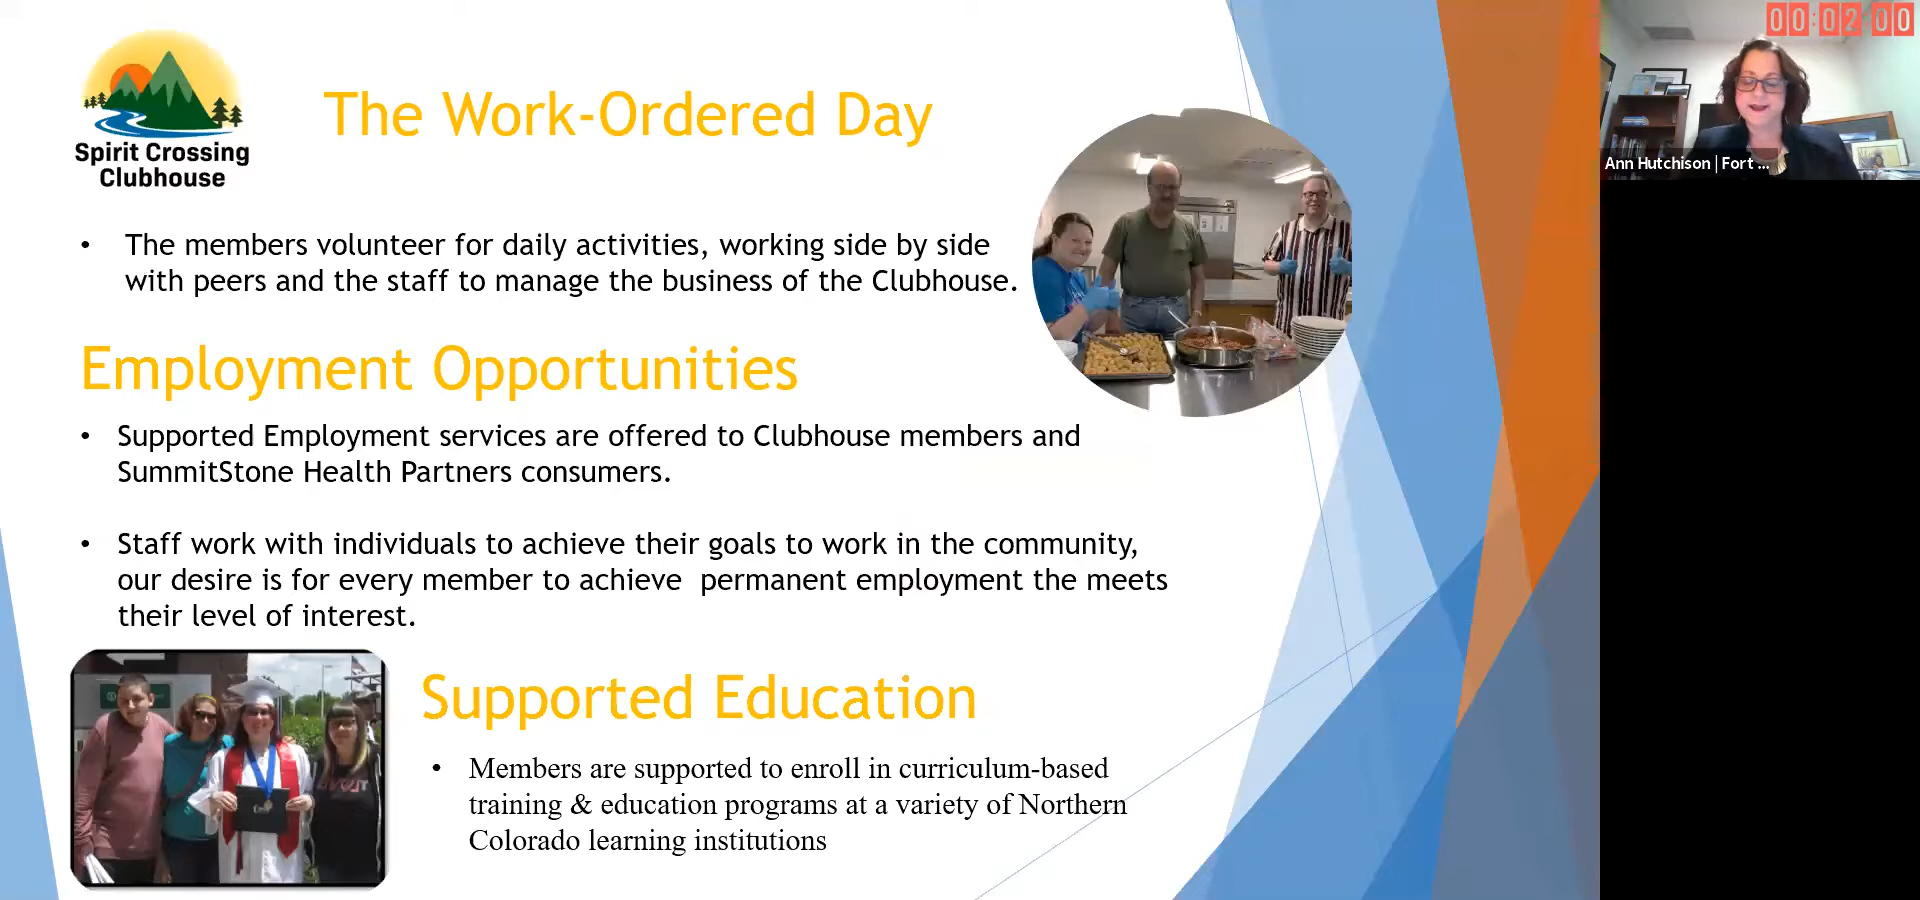 Spirit Crossing
Clubhouse
The Work-Ordered Day
• The members volunteer for daily activities, working side by side
with peers and the staff to manage the business of the Clubhouse.
Employment Opportunities
• Supported Employment services are offered to Clubhouse members and
SummitStone Health Partners consumers.
• Staff work with individuals to achieve their goals to work in the community,
our desire is for every member to achieve  permanent employment the meets
their level of interest.
Supported Education
• Members are supported to enroll in curriculum-based
training & education programs at a variety of Northern
Colorado learning institutions
00:02:00
Ann Hutchison | Fort ...